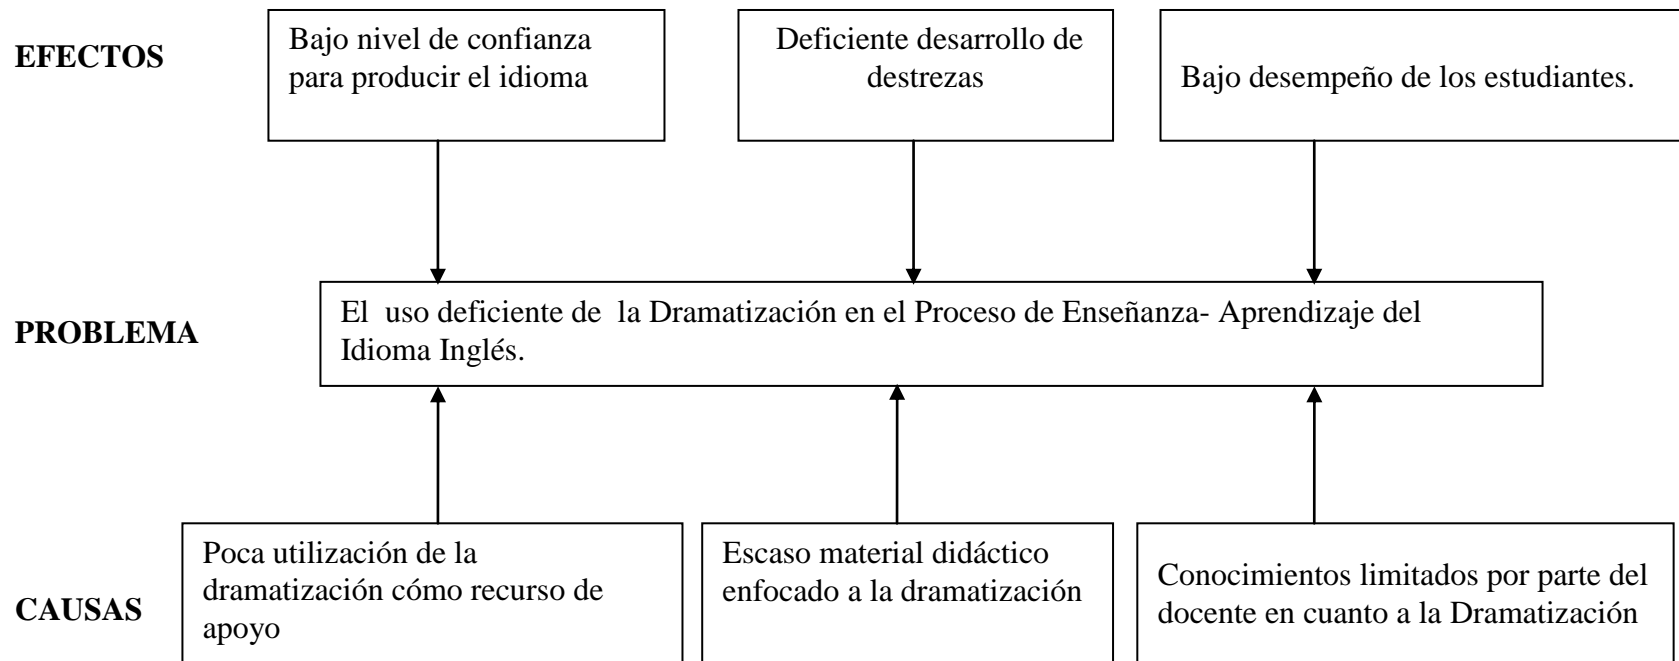 EFECTOS
Bajo nivel de confianza
para producir el idioma
Deficiente desarrollo de
destrezas
Bajo desempeño de los estudiantes.
PROBLEMA
El uso deficiente de la Dramatización en el Proceso de Enseñanza- Aprendizaje del
Idioma Inglés.
CAUSAS
Poca utilización de la
dramatización cómo recurso de
apoyo
Escaso material didáctico
enfocado a la dramatización
Conocimientos limitados por parte del
docente en cuanto a la Dramatización